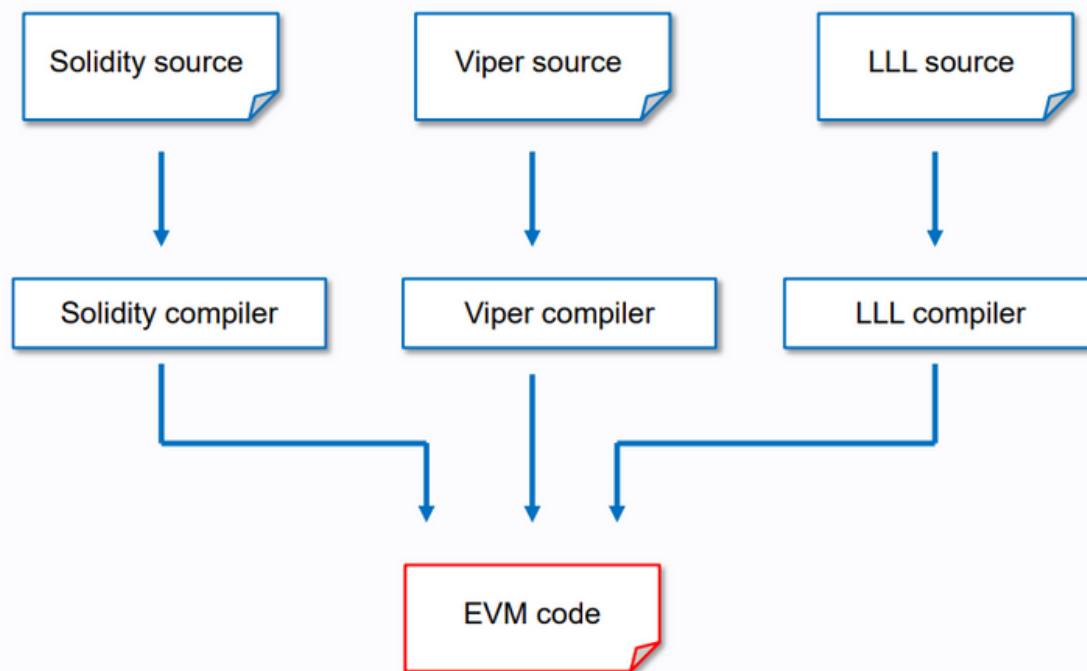 Solidity source
Viper source
LLL source
Solidity compiler
Viper compiler
LLL compiler
EVM code